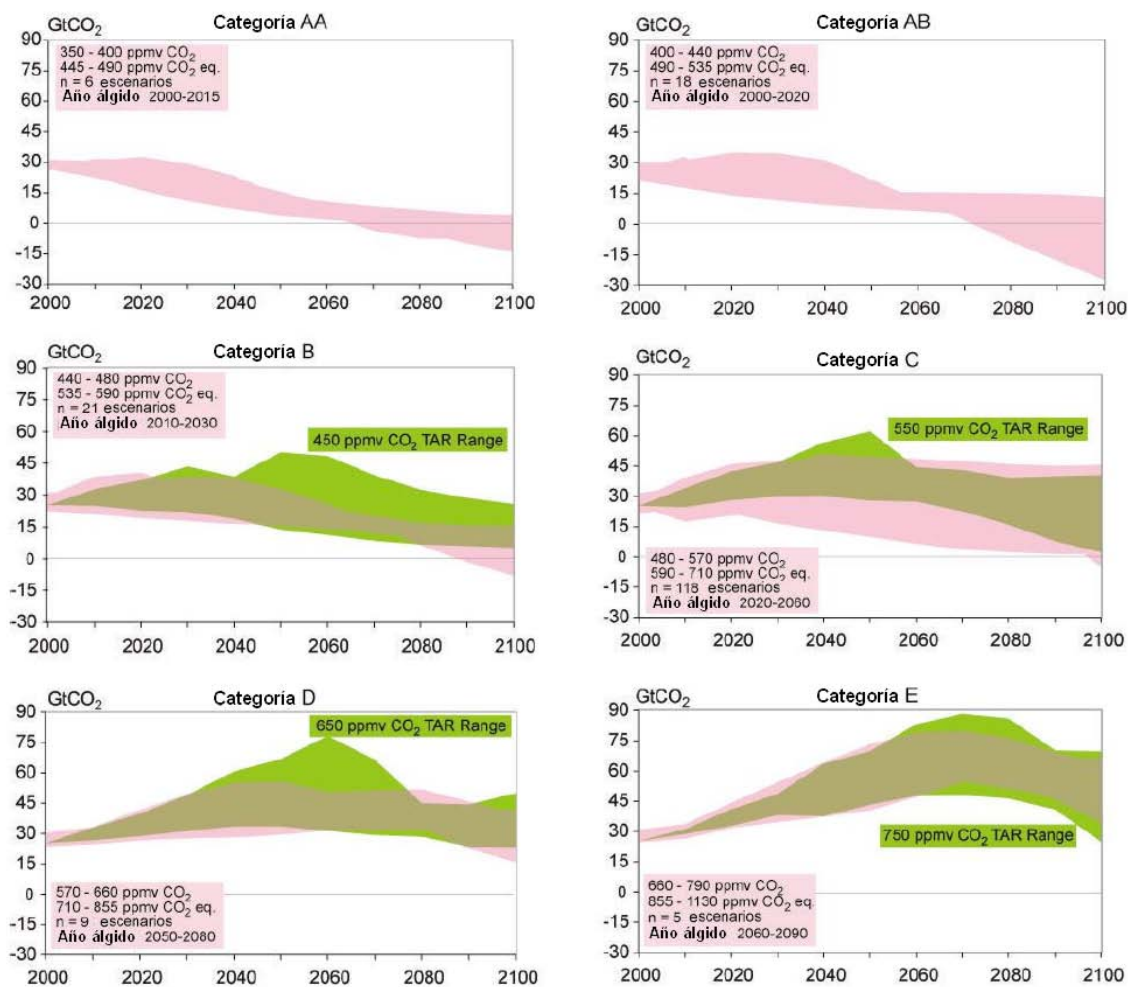 GtCO2
Categoría AA
350 - 400 ppmv CO2
445 - 490 ppmv CO2 eq.
n = 6 escenarios
Año álgido 2000-2015
90
75
60
45
30
15
0
-15
-30
2000 2020 2040 2060 2080 2100
GtCO2
Categoría AB
400 - 440 ppmv CO2
490 - 535 ppmv CO2 eq.
n = 18 escenarios
Año álgido 2000-2020
90
75
60
45
30
15
0
-15
-30
2000 2020 2040 2060 2080 2100
GtCO2
Categoría B
440 - 480 ppmv CO2
535 - 590 ppmv CO2 eq.
n = 21 escenarios
Año álgido 2010-2030
450 ppmv CO2 TAR Range
90
75
60
45
30
15
0
-15
-30
2000 2020 2040 2060 2080 2100
GtCO2
Categoría C
550 ppmv CO2 TAR Range
480 - 570 ppmv CO2
590 - 710 ppmv CO2 eq.
n = 118 escenarios
Año álgido 2020-2060
90
75
60
45
30
15
0
-15
-30
2000 2020 2040 2060 2080 2100
GtCO2
Categoría D
650 ppmv CO2 TAR Range
570 - 660 ppmv CO2
710 - 855 ppmv CO2 eq.
n = 9 escenarios
Año álgido 2050-2080
90
75
60
45
30
15
0
-15
-30
2000 2020 2040 2060 2080 2100
GtCO2
Categoría E
750 ppmv CO2 TAR Range
660 - 790 ppmv CO2
855 - 1130 ppmv CO2 eq.
n = 5 escenarios
Año álgido 2060-2090
90
75
60
45
30
15
0
-15
-30
2000 2020 2040 2060 2080 2100